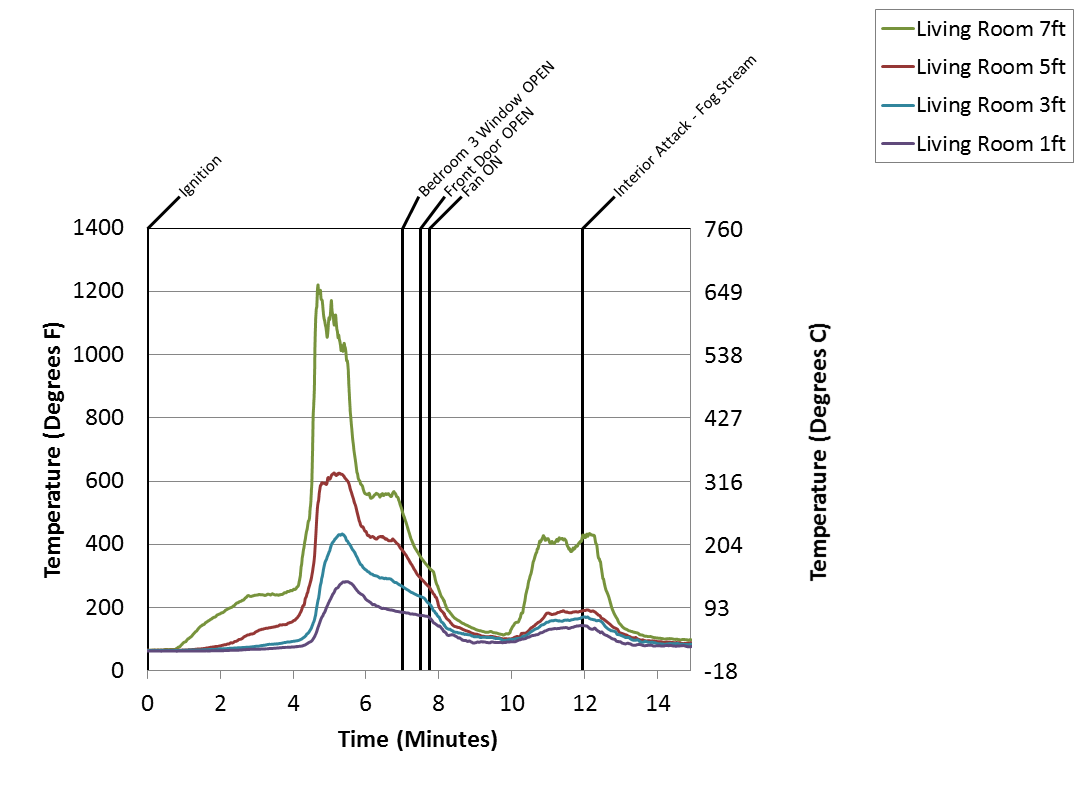 Living Room 7ft
Living Room 5ft
Living Room 3ft
Living Room 1ft
Ignition
Bedroom 3 Window OPEN
Front Door OPEN
Fan ON
Interior Attack - Fog Stream
1400
1200
1000
800
600
400
200
0
Temperature (Degrees F)
760
649
538
427
316
204
93
-18
Temperature (Degrees C)
0 2 4 6 8 10 12 14
Time (Minutes)